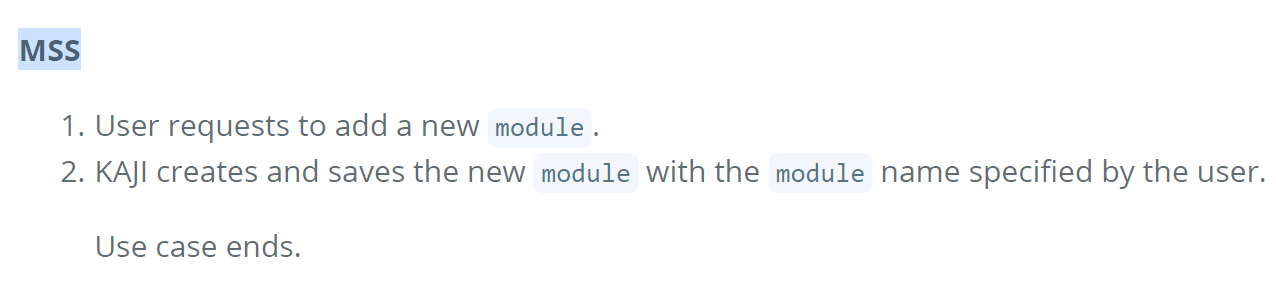 MSS
1. User requests to add a new module.
2. KAJI creates and saves the new module with the module name specified by the user.
Use case ends.